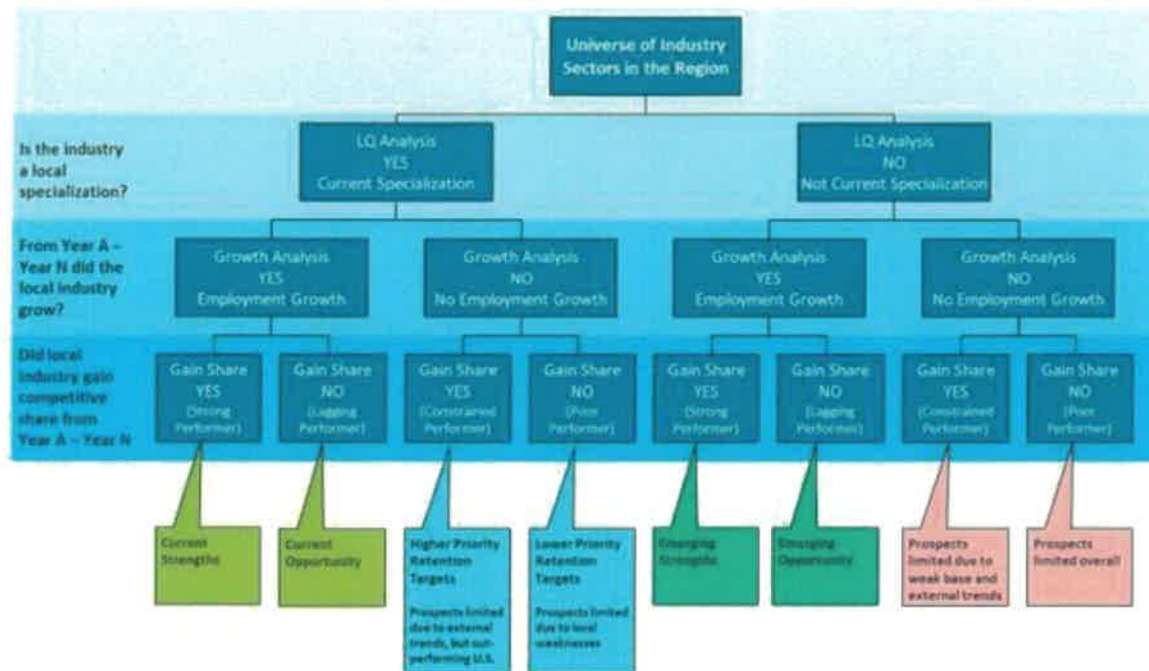 Universe of Industry
Sectors in the Region
Is the industry
a local
specialization?
LQ Analysis
YES
Current Specialization
LQ Analysis
NO
Not Current Specialization
From Year A –
Year N did the
local industry
grow?
Growth Analysis
YES
Employment Growth
Growth Analysis
NO
No Employment Growth
Growth Analysis
YES
Employment Growth
Growth Analysis
NO
No Employment Growth
Did local
industry gain
competitive
share from
Year A – Year N
Gain Share
YES
(Strong
Performer)
Gain Share
NO
(Lagging
Performer)
Gain Share
YES
(Constrained
Performer)
Gain Share
NO
(Poor
Performer)
Gain Share
YES
(Strong
Performer)
Gain Share
NO
(Lagging
Performer)
Gain Share
YES
(Constrained
Performer)
Gain Share
NO
(Poor
Performer)
Current
Strengths
Current
Opportunity
Higher Priority
Retention
Targets
Prospects limited
due to external
trends, but out-
performing U.S.
Lower Priority
Retention
Targets
Prospects limited
due to local
weaknesses
Emerging
Strengths
Emerging
Opportunity
Prospects
limited due to
weak base and
external trends
Prospects
limited overall